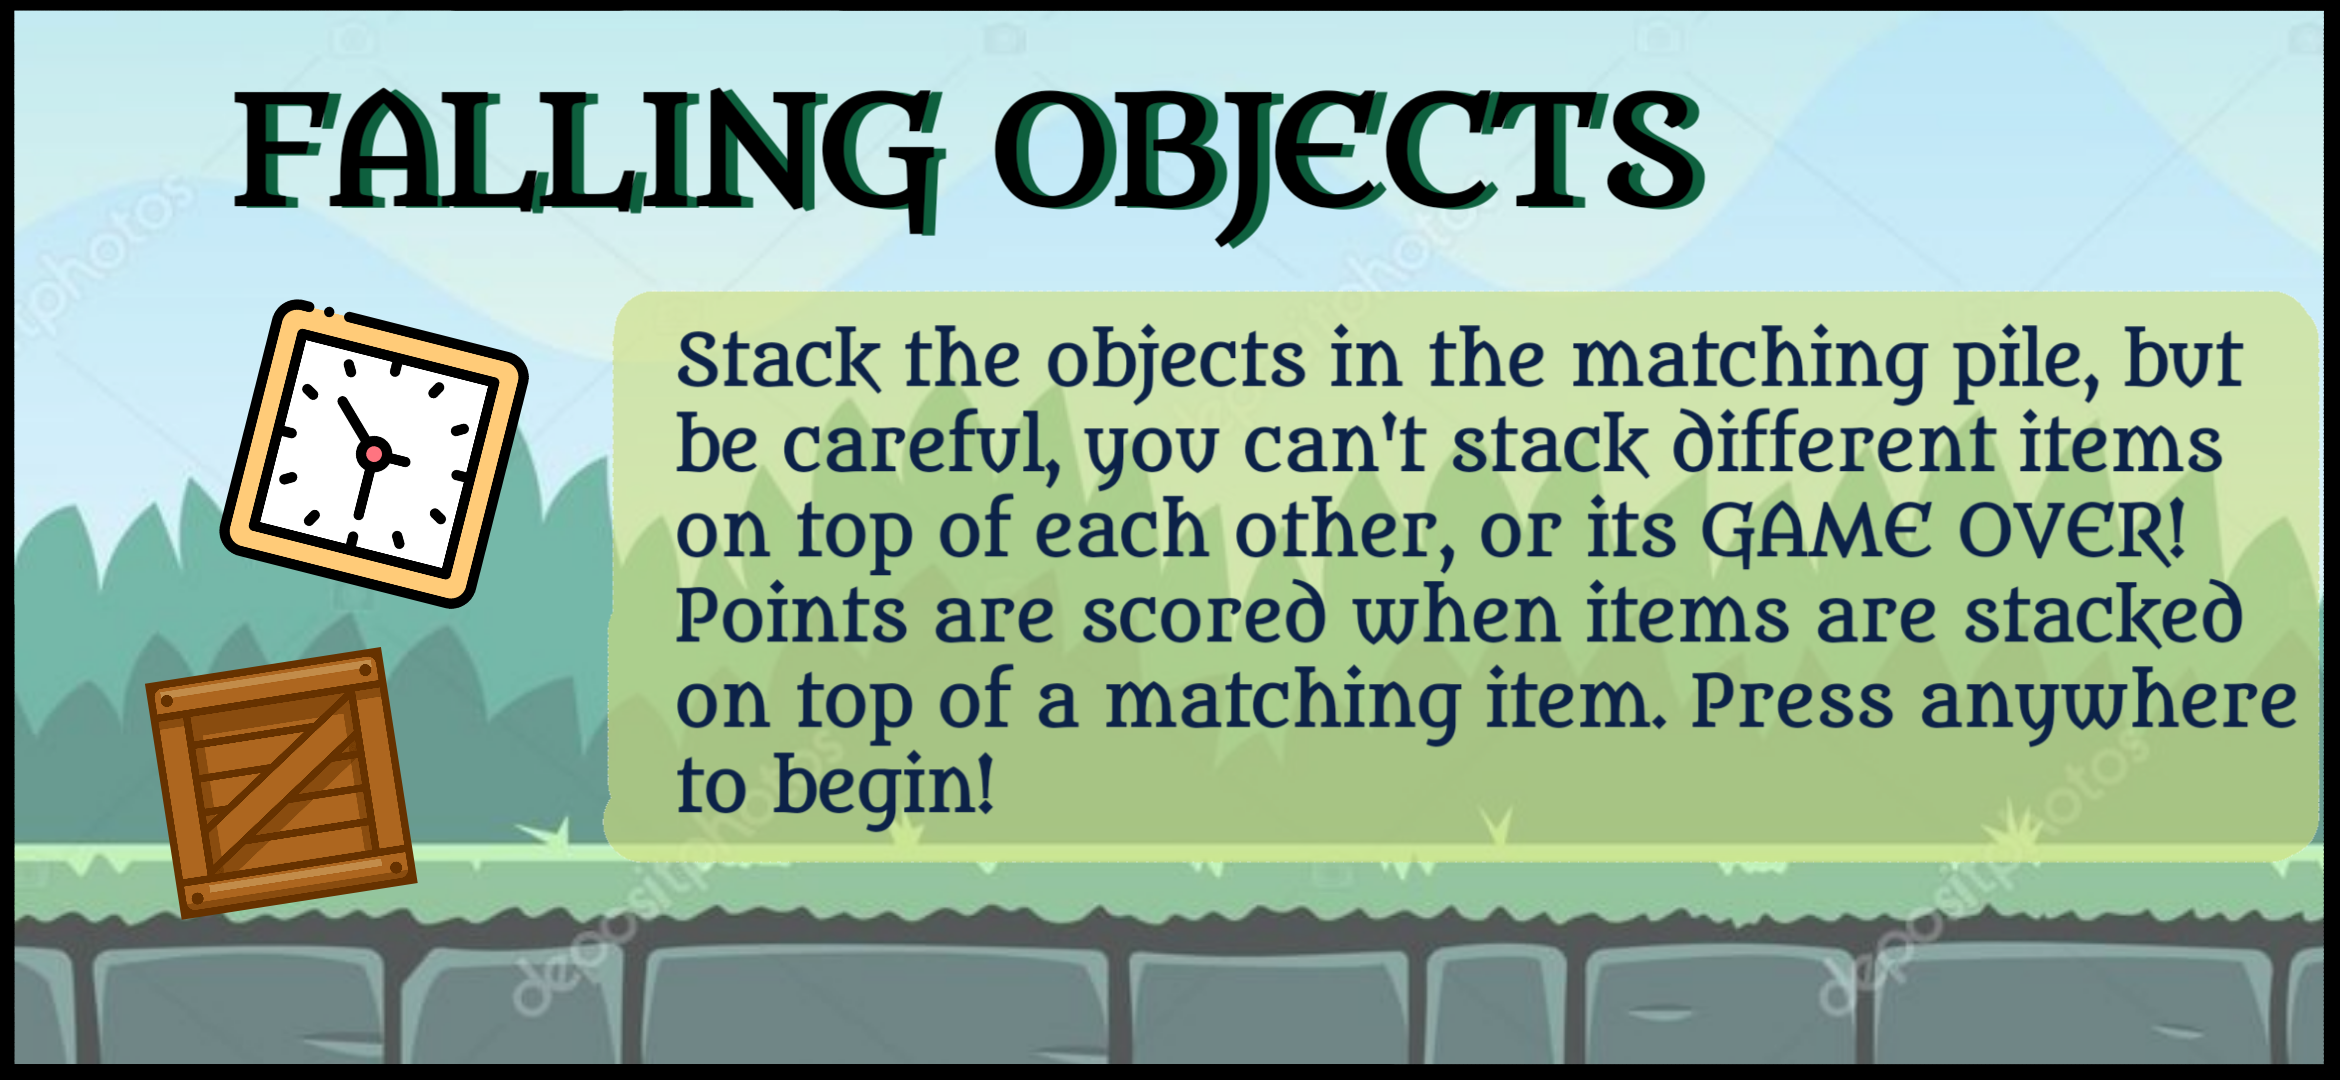 FALLING OBJECTS
Stack the objects in the matching pile, but
be careful, you can't stack different items
on top of each other, or its GAME OVER!
Points are scored when items are stacked
on top of a matching item. Press anywhere
to begin!
depositphotos
depositphotos